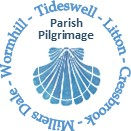 Wormhill - Tideswell - Litton - Cressbrook - Millers Dale -
Parish
Pilgrimage